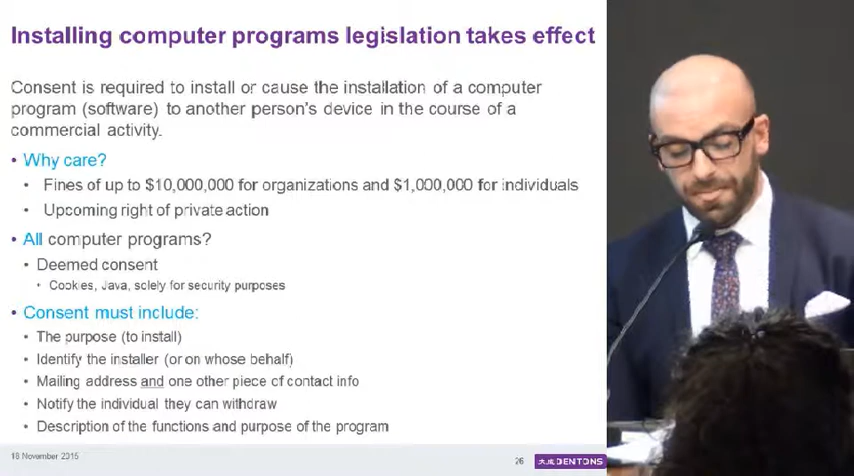 Installing computer programs legislation takes effect
Consent is required to install or cause the installation of a computer
program (software) to another person's device in the course of a
commercial activity.
• Why care?
• Fines of up to $10,000,000 for organizations and $1,000,000 for individuals
• Upcoming right of private action
• All computer programs?
• Deemed consent
• Cookies, Java, solely for security purposes
• Consent must include:
• The purpose (to install)
• Identify the installer (or on whose behalf)
• Mailing address and one other piece of contact info
• Notify the individual they can withdraw
• Description of the functions and purpose of the program
18 November 2015
26
大成 DENTONS